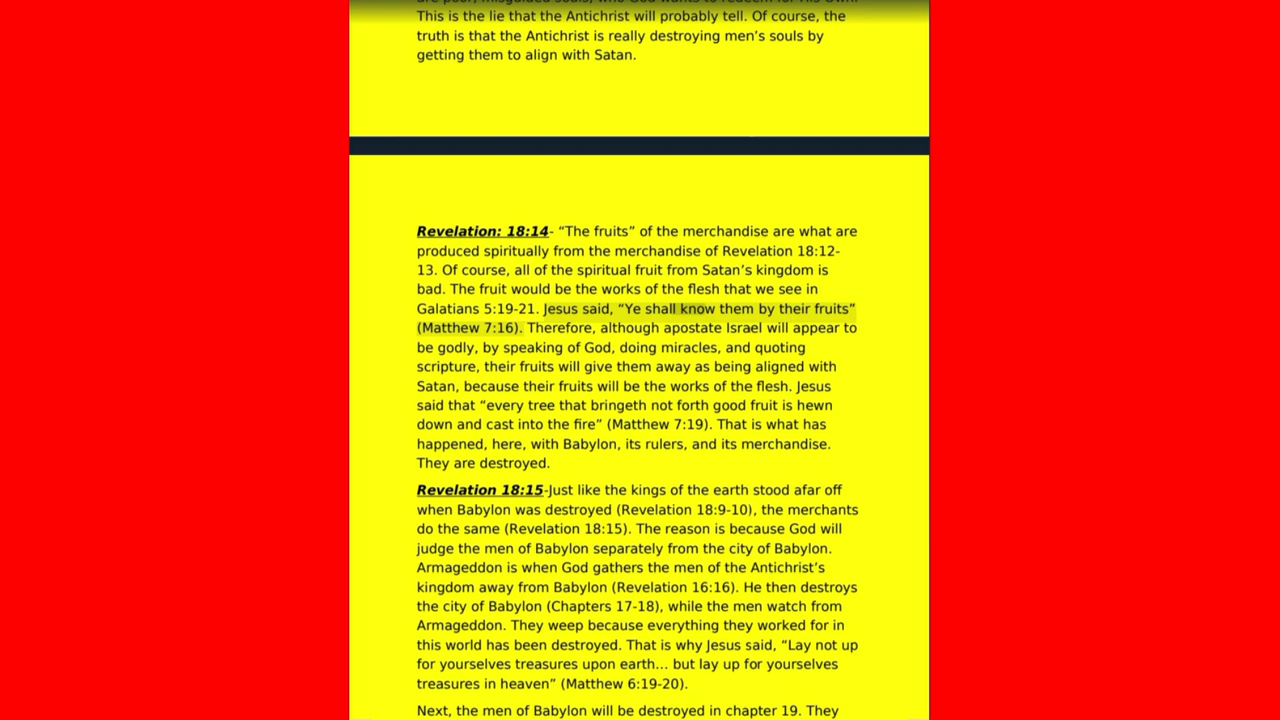 are poor, misguided souls, who God wants to redeem for His Own.
This is the lie that the Antichrist will probably tell. Of course, the
truth is that the Antichrist is really destroying men’s souls by
getting them to align with Satan.
Revelation: 18:14- “The fruits” of the merchandise are what are
produced spiritually from the merchandise of Revelation 18:12-
13. Of course, all of the spiritual fruit from Satan’s kingdom is
bad. The fruit would be the works of the flesh that we see in
Galatians 5:19-21. Jesus said, “Ye shall know them by their fruits”
(Matthew 7:16). Therefore, although apostate Israel will appear to
be godly, by speaking of God, doing miracles, and quoting
scripture, their fruits will give them away as being aligned with
Satan, because their fruits will be the works of the flesh. Jesus
said that “every tree that bringeth not forth good fruit is hewn
down and cast into the fire” (Matthew 7:19). That is what has
happened, here, with Babylon, its rulers, and its merchandise.
They are destroyed.
Revelation 18:15-Just like the kings of the earth stood afar off
when Babylon was destroyed (Revelation 18:9-10), the merchants
do the same (Revelation 18:15). The reason is because God will
judge the men of Babylon separately from the city of Babylon.
Armageddon is when God gathers the men of the Antichrist’s
kingdom away from Babylon (Revelation 16:16). He then destroys
the city of Babylon (Chapters 17-18), while the men watch from
Armageddon. They weep because everything they worked for in
this world has been destroyed. That is why Jesus said, “Lay not up
for yourselves treasures upon earth… but lay up for yourselves
treasures in heaven” (Matthew 6:19-20).
Next, the men of Babylon will be destroyed in chapter 19. They